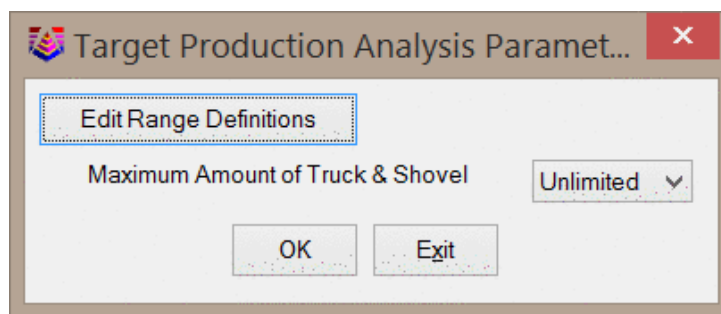 Target Production Analysis Paramet...
Edit Range Definitions
Maximum Amount of Truck & Shovel Unlimited
OK Exit